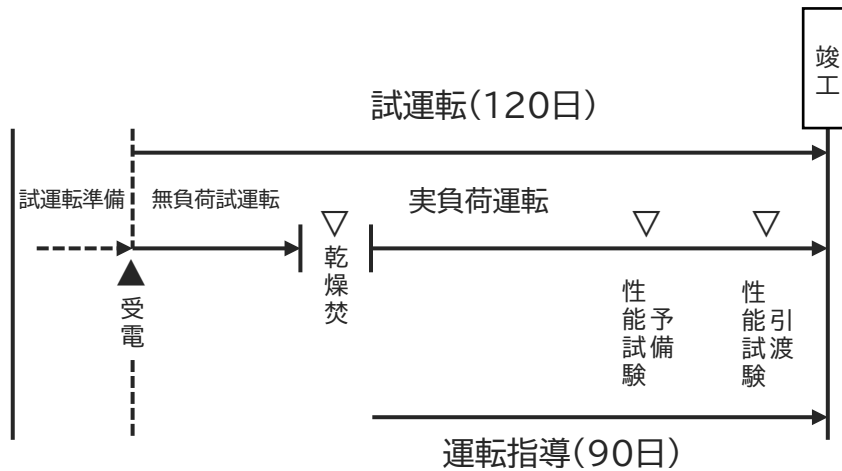 竣工
試運転(120日)
試運転準備
無負荷試運転
実負荷運転
乾燥焚
受電
予備
性能試験
引渡
性能試験
運転指導(90日)